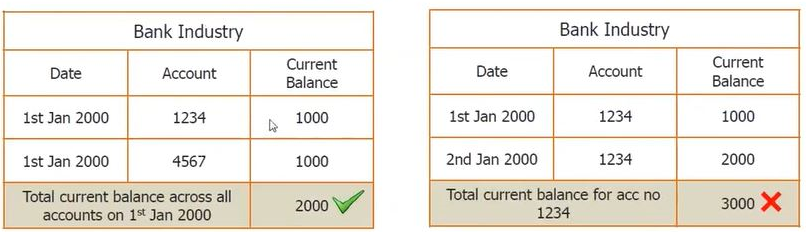 Bank Industry
Date Account Current Balance
1st Jan 2000 1234 1000
1st Jan 2000 4567 1000
Total current balance across all
accounts on 1st Jan 2000 2000
Bank Industry
Date Account Current Balance
1st Jan 2000 1234 1000
2nd Jan 2000 1234 2000
Total current balance for acc no
1234 3000